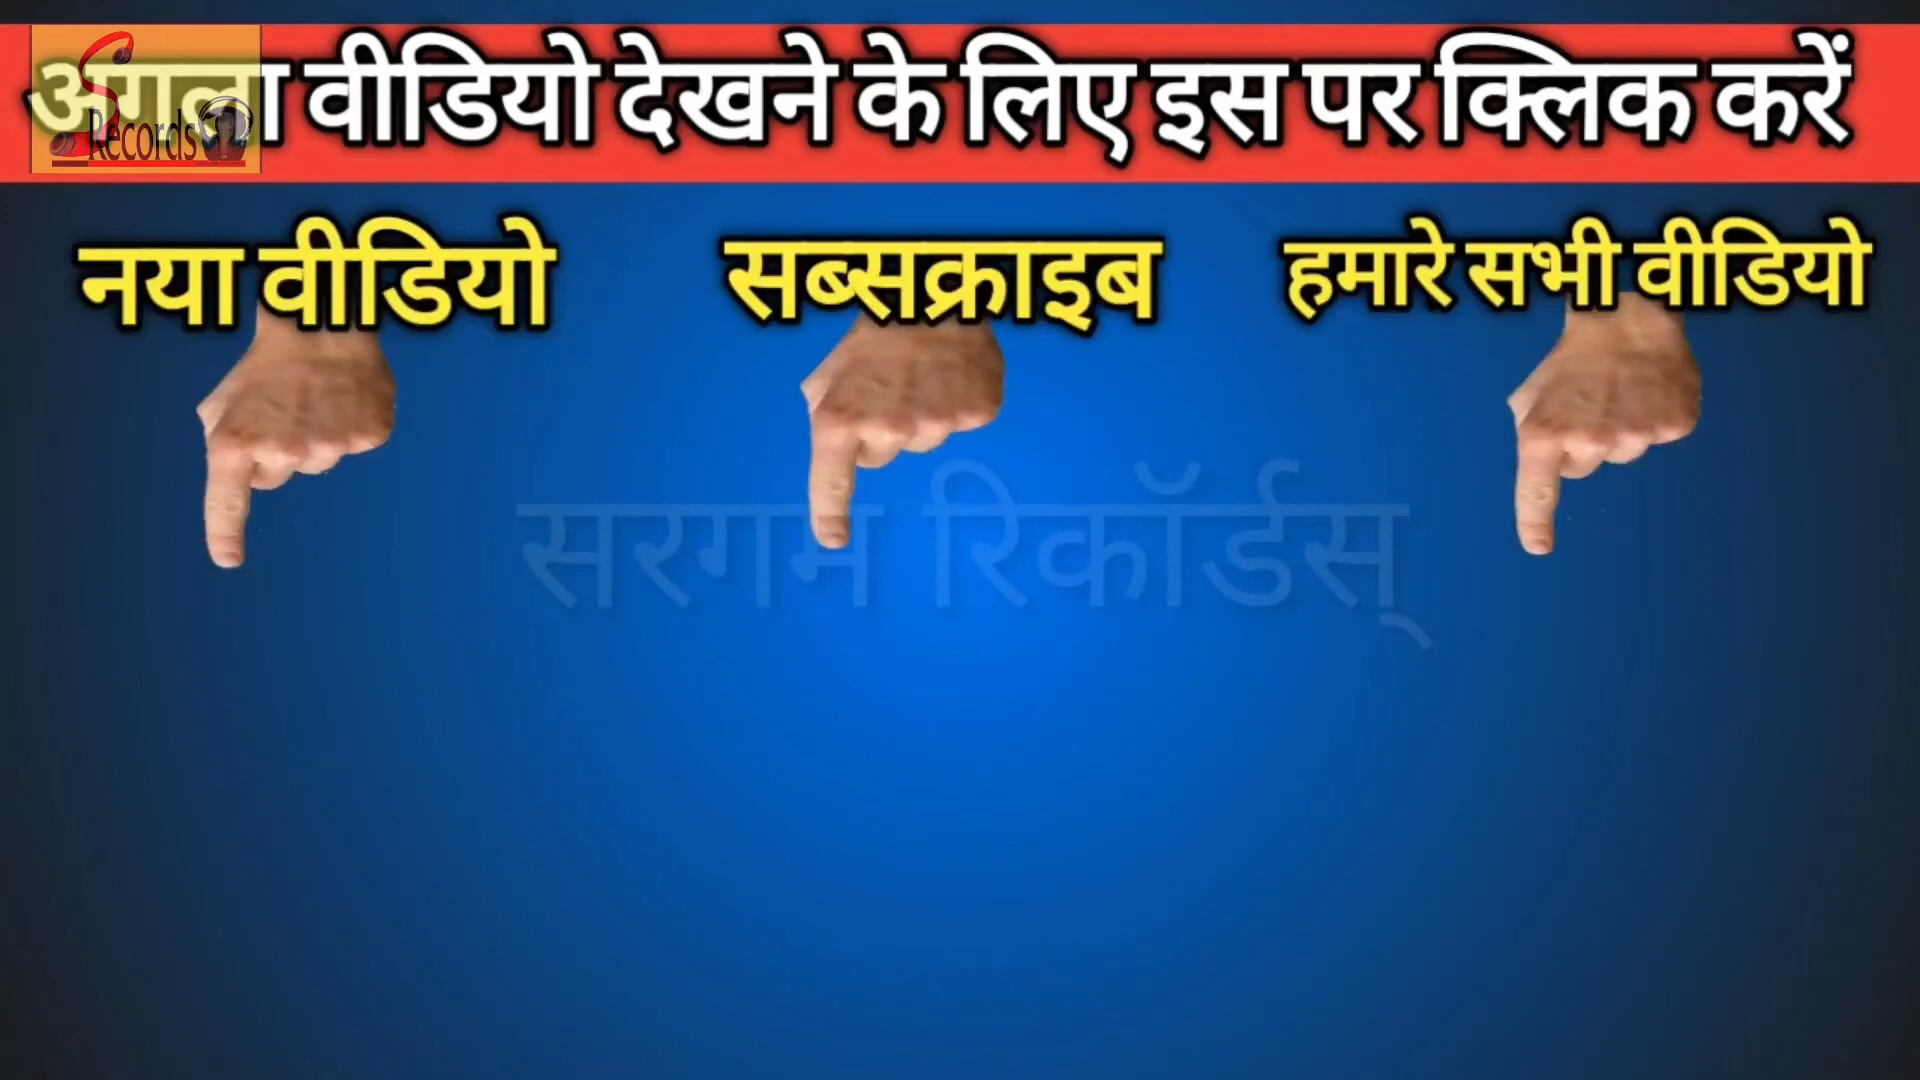 अगला वीडियो देखने के लिए इस पर क्लिक करें
S Records
नया वीडियो
सब्सक्राइब
हमारे सभी वीडियो
सरगम रिकॉर्डस्